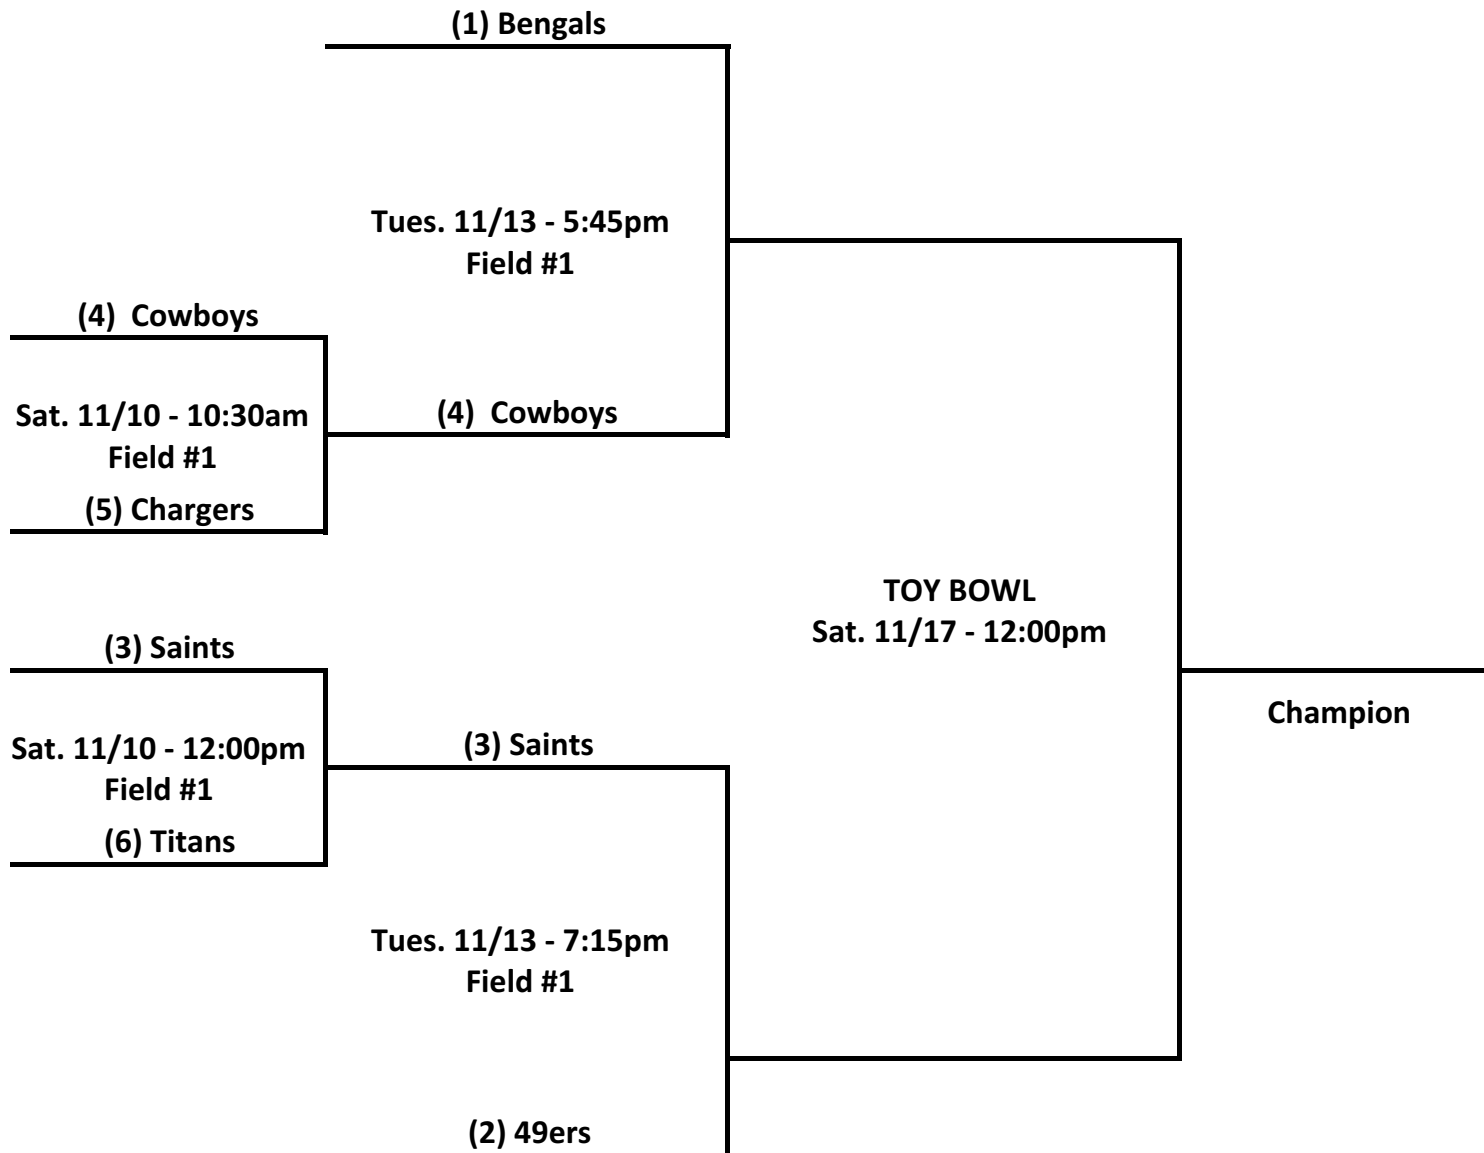 (1) Bengals
Tues. 11/13 - 5:45pm
Field #1
(4)  Cowboys
Sat. 11/10 - 10:30am
Field #1
(4)  Cowboys
(5) Chargers
TOY BOWL
Sat. 11/17 - 12:00pm
(3) Saints
Champion
Sat. 11/10 - 12:00pm
Field #1
(3) Saints
(6) Titans
Tues. 11/13 - 7:15pm
Field #1
(2) 49ers